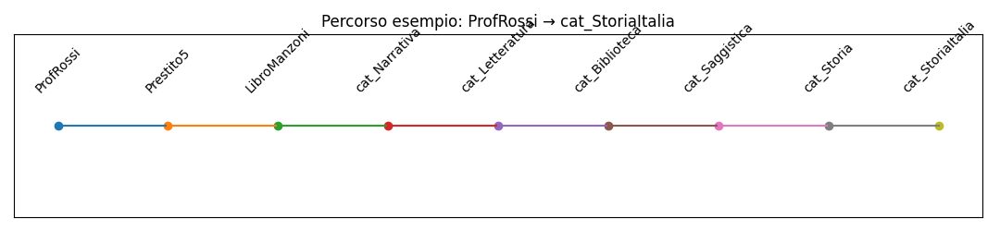 Percorso esempio: ProfRossi → cat_StoriaItalia
ProfRossi
Prestito5
LibroManzoni
cat_Narrativa
cat_Letteratura
cat_Biblioteca
cat_Saggistica
cat_Storia
cat_StoriaItalia